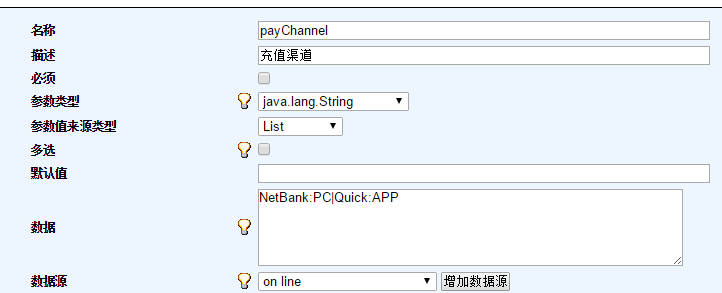 名称 payChannel
描述 充值渠道
必须
参数类型 java.lang.String
参数值来源类型 List
多选
默认值
数据 NetBank:PC|Quick:APP
数据源 on line 增加数据源